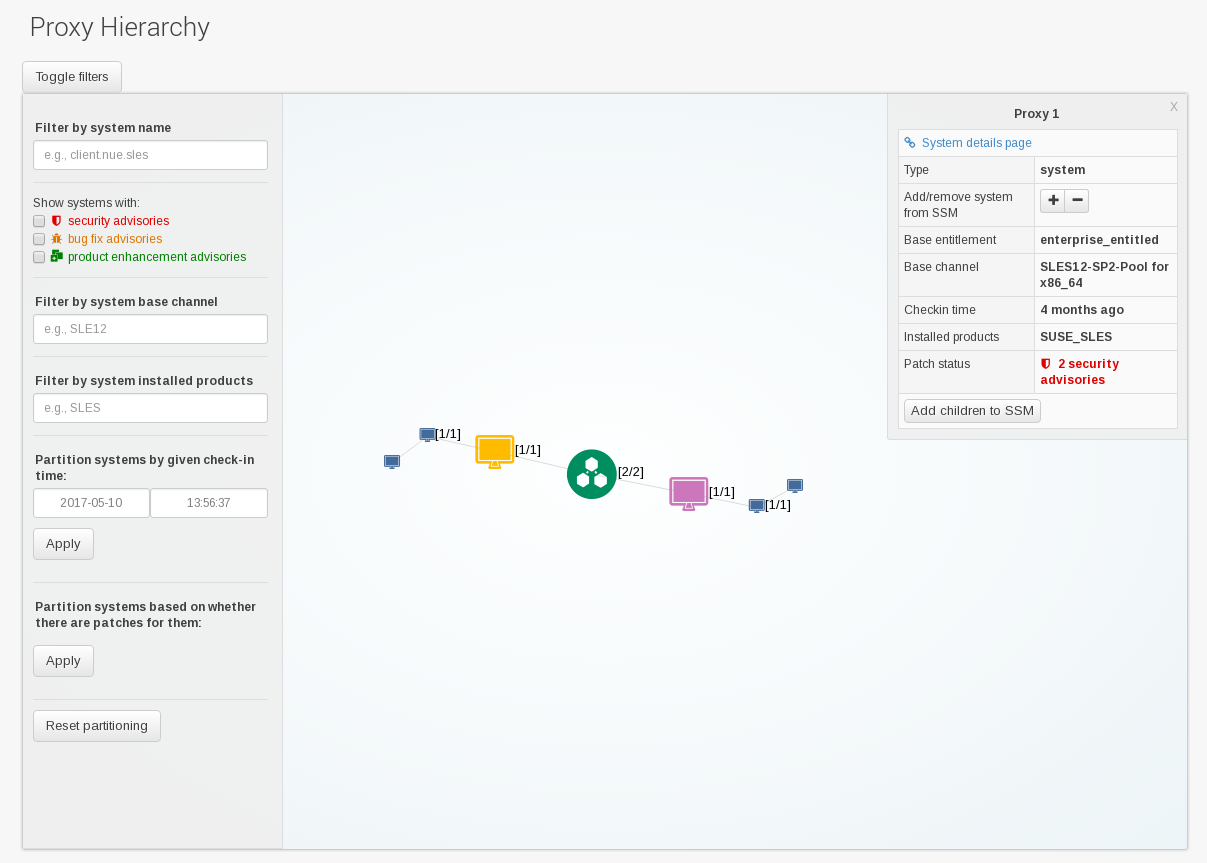 Proxy Hierarchy
Toggle filters
Filter by system name
e.g., client.nue.sles
Show systems with:
security advisories
bug fix advisories
product enhancement advisories
Filter by system base channel
e.g., SLE12
Filter by system installed products
e.g., SLES
Partition systems by given check-in
time:
2017-05-10 13:56:37
Apply
Partition systems based on whether
there are patches for them:
Apply
Reset partitioning
[1/1]
[1/1]
[2/2]
[1/1]
[1/1]
X
Proxy 1
System details page
Type system
Add/remove system
from SSM
Base entitlement enterprise_entitled
Base channel SLES12-SP2-Pool for
x86_64
Checkin time 4 months ago
Installed products SUSE_SLES
Patch status 2 security
advisories
Add children to SSM